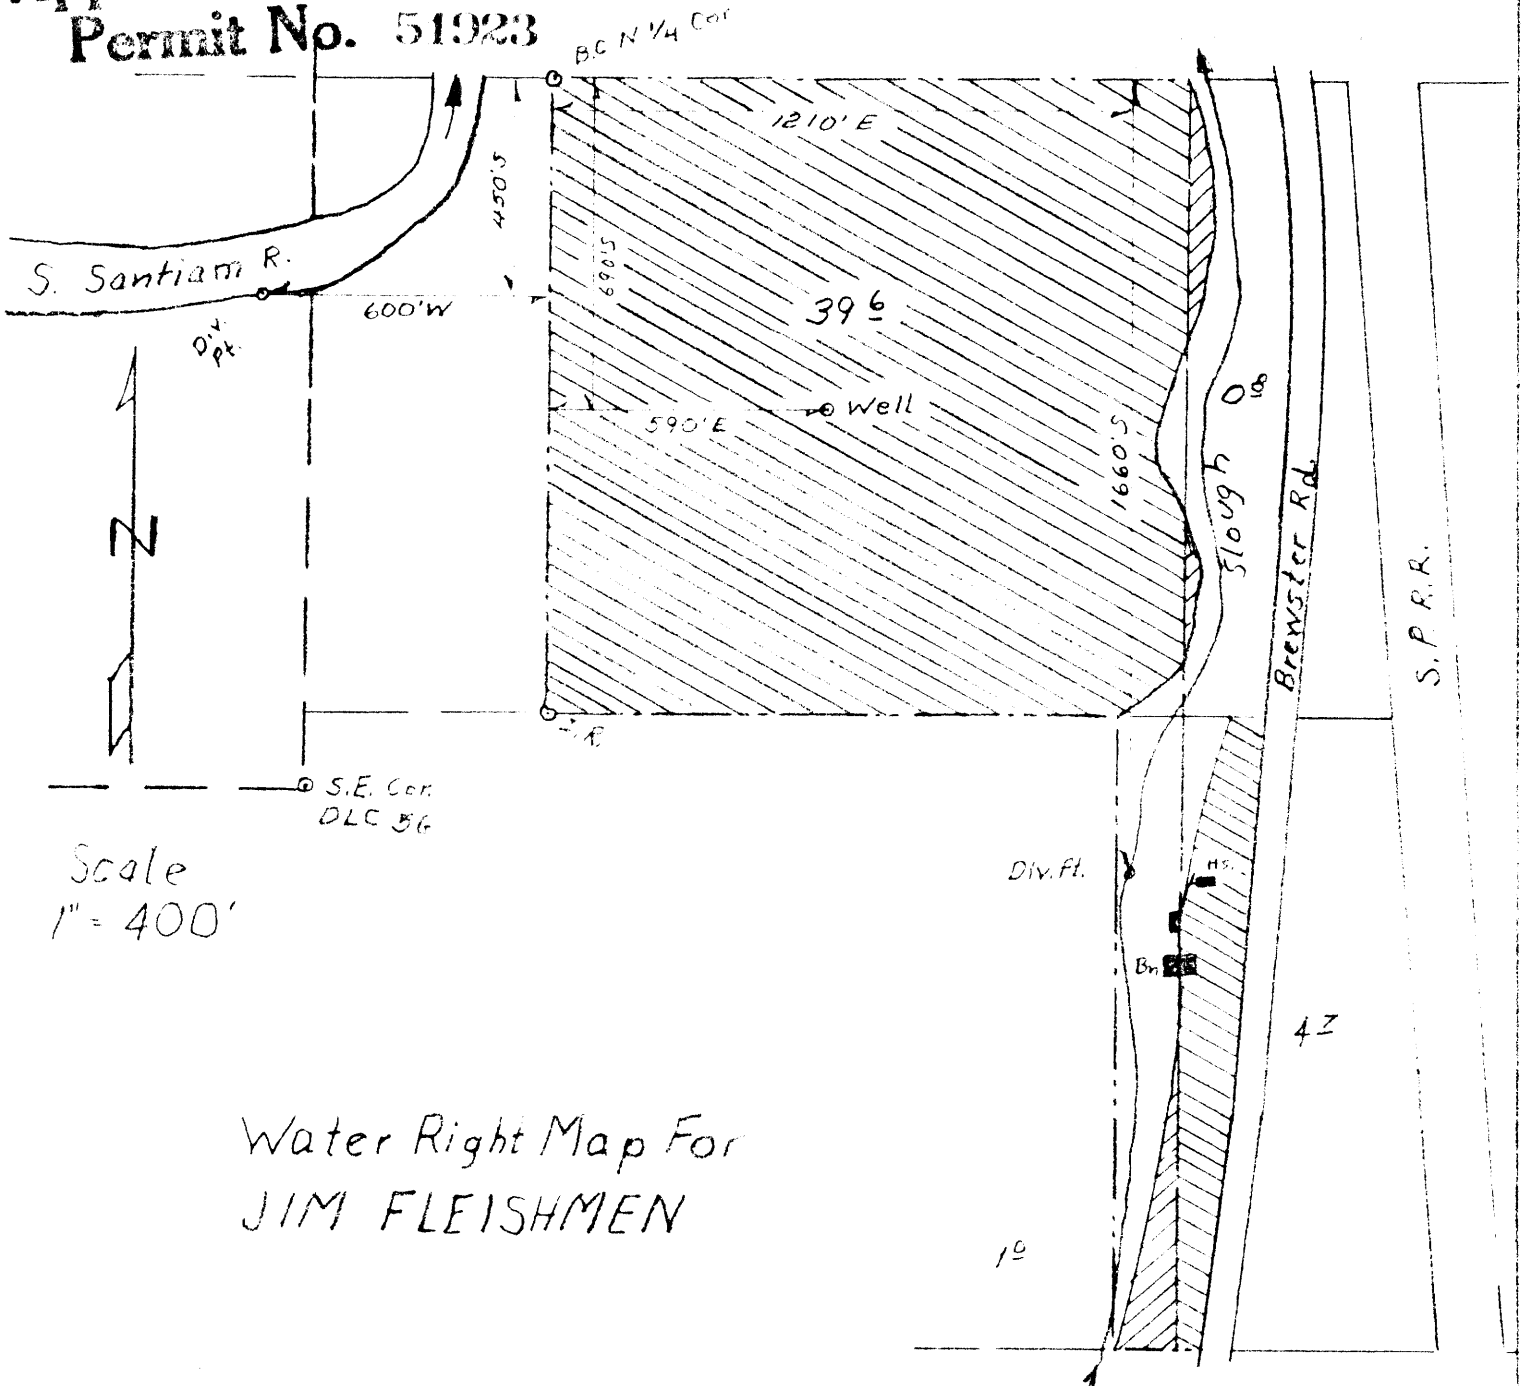 Permit No. 51923
B.C N 1/4 Cor
1210' E
450'S
S. Santiam R.
690'S
39 6
600'W
Div. pt.
Well
590'E
1660'S
Slough
Brewster Rd.
S.P.R.R.
N
I.R.
S.E. Cor.
DLC 56
Scale
1" = 400'
Div. Pt.
Hs.
Bn
4 7
Water Right Map For
JIM FLEISHMEN
1 0